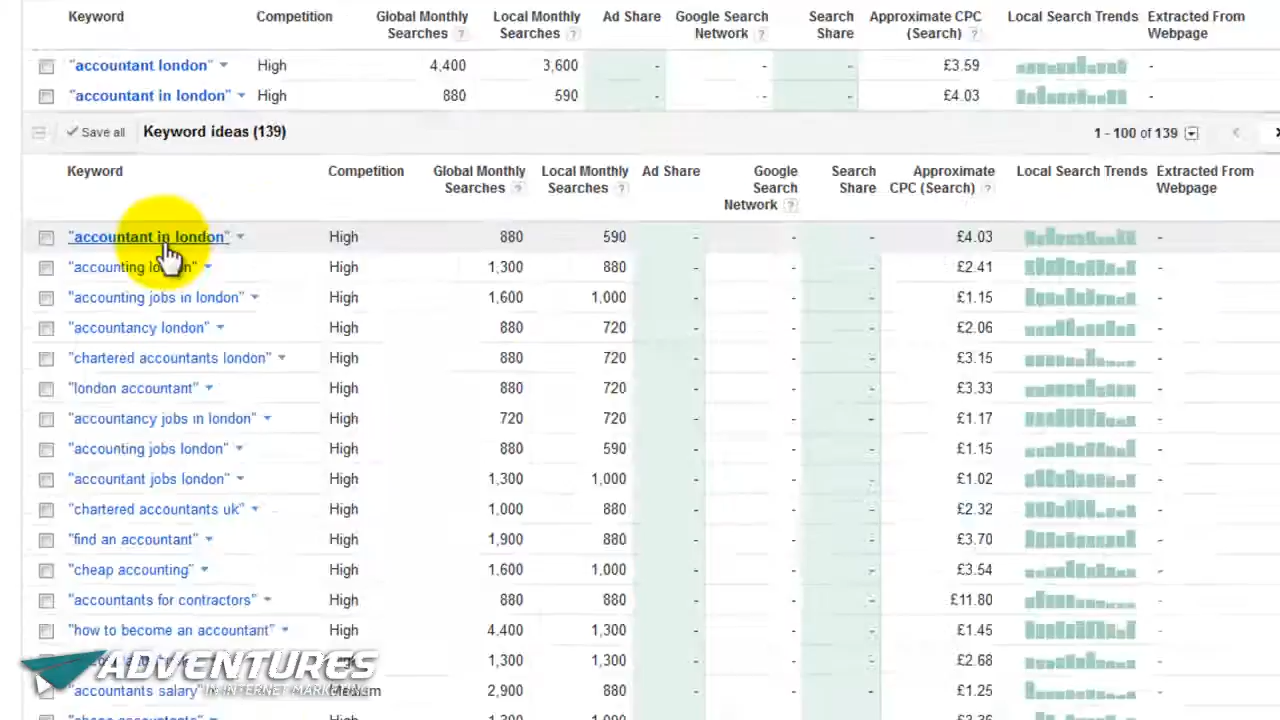 Keyword Competition Global Monthly Searches ? Local Monthly Searches ? Ad Share Google Search Network ? Search Share Approximate CPC (Search) ? Local Search Trends Extracted From Webpage
"accountant london" High 4,400 3,600 - - - £3.59 -
"accountant in london" High 880 590 - - - £4.03 -
Save all Keyword ideas (139) 1 - 100 of 139
Keyword Competition Global Monthly Searches ? Local Monthly Searches ? Ad Share Google Search Network ? Search Share Approximate CPC (Search) ? Local Search Trends Extracted From Webpage
"accountant in london" High 880 590 - - - £4.03 -
"accounting london" High 1,300 880 - - - £2.41 -
"accounting jobs in london" High 1,600 1,000 - - - £1.15 -
"accountancy london" High 880 720 - - - £2.06 -
"chartered accountants london" High 880 720 - - - £3.15 -
"london accountant" High 880 720 - - - £3.33 -
"accountancy jobs in london" High 720 720 - - - £1.17 -
"accounting jobs london" High 880 590 - - - £1.15 -
"accountant jobs london" High 1,300 1,000 - - - £1.02 -
"chartered accountants uk" High 1,000 880 - - - £2.32 -
"find an accountant" High 1,900 880 - - - £3.70 -
"cheap accounting" High 1,600 1,000 - - - £3.54 -
"accountants for contractors" High 880 880 - - - £11.80 -
"how to become an accountant" High 4,400 1,300 - - - £1.45 -
High 1,300 1,300 - - - £2.68 -
"accountants salary" Medium 2,900 880 - - - £1.25 -
ADVENTURES
IN INTERNET MARKETING